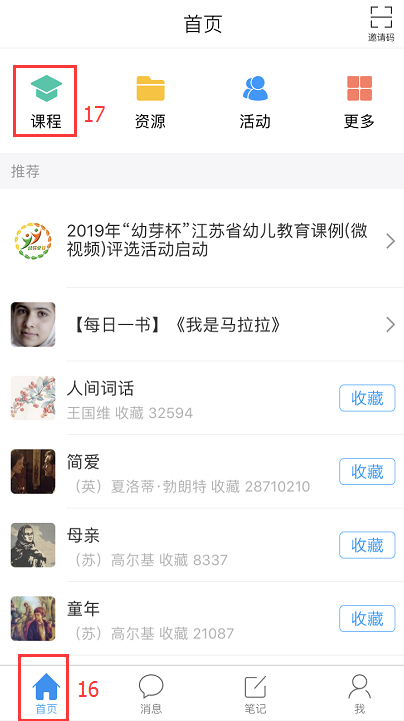 首页
邀请码
课程
17
资源
活动
更多
推荐
2019年“幼芽杯”江苏省幼儿教育课例(微
视频)评选活动启动
【每日一书】《我是马拉拉》
人间词话
王国维 收藏 32594
收藏
简爱
（英）夏洛蒂·勃朗特 收藏 28710210
收藏
母亲
（苏）高尔基 收藏 8337
收藏
童年
（苏）高尔基 收藏 21087
收藏
首页
16
消息
笔记
我